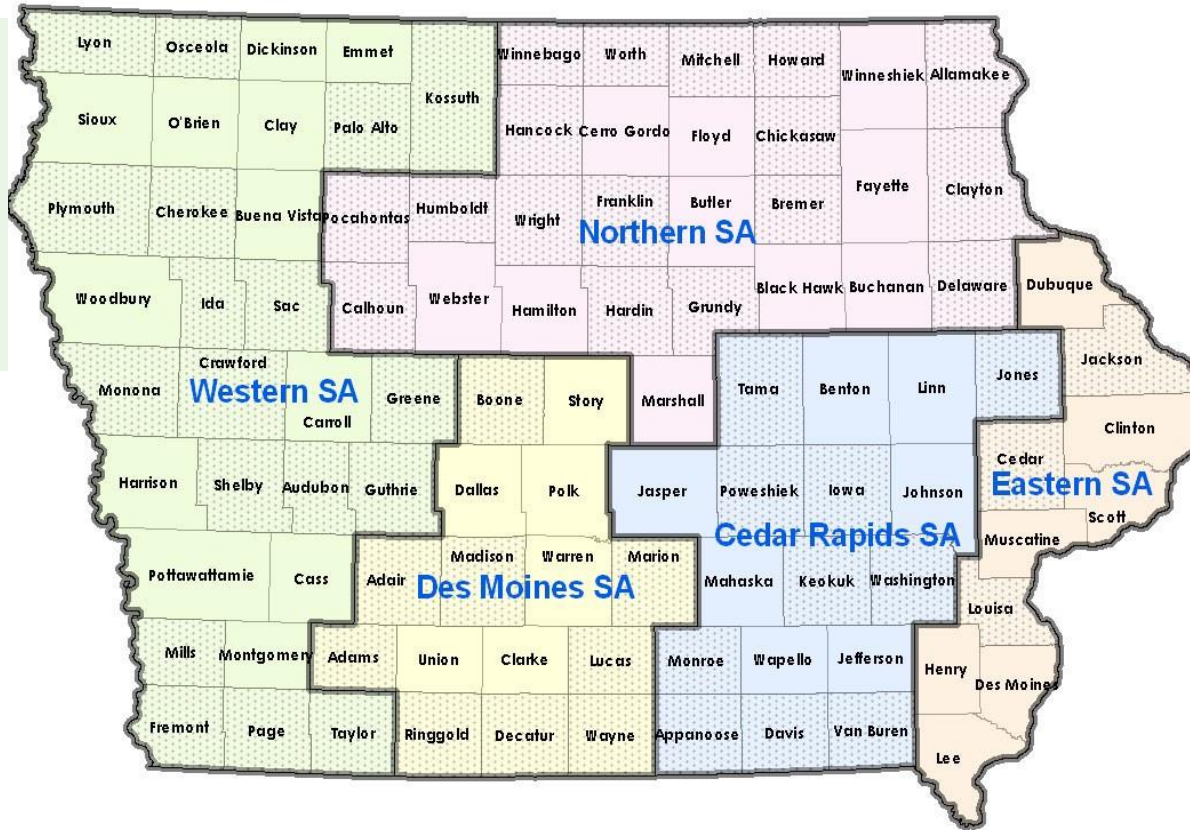 Lyon
Osceola
Dickinson
Emmet
Kossuth
Winnebago
Worth
Mitchell
Howard
Winneshiek
Allamakee
Sioux
O'Brien
Clay
Palo Alto
Hancock
Cerro Gordo
Floyd
Chickasaw
Fayette
Clayton
Plymouth
Cherokee
Buena Vista
Pocahontas
Humboldt
Wright
Franklin
Butler
Bremer
Northern SA
Woodbury
Ida
Sac
Calhoun
Webster
Hamilton
Hardin
Grundy
Black Hawk
Buchanan
Delaware
Dubuque
Jackson
Monona
Crawford
Western SA
Carroll
Greene
Boone
Story
Marshall
Tama
Benton
Linn
Jones
Clinton
Cedar
Eastern SA
Harrison
Shelby
Audubon
Guthrie
Dallas
Polk
Jasper
Poweshiek
Iowa
Johnson
Scott
Muscatine
Cedar Rapids SA
Pottawattamie
Cass
Adair
Madison
Warren
Marion
Des Moines SA
Mahaska
Keokuk
Washington
Louisa
Mills
Montgomery
Adams
Union
Clarke
Lucas
Monroe
Wapello
Jefferson
Henry
Des Moines
Fremont
Page
Taylor
Ringgold
Decatur
Wayne
Appanoose
Davis
Van Buren
Lee